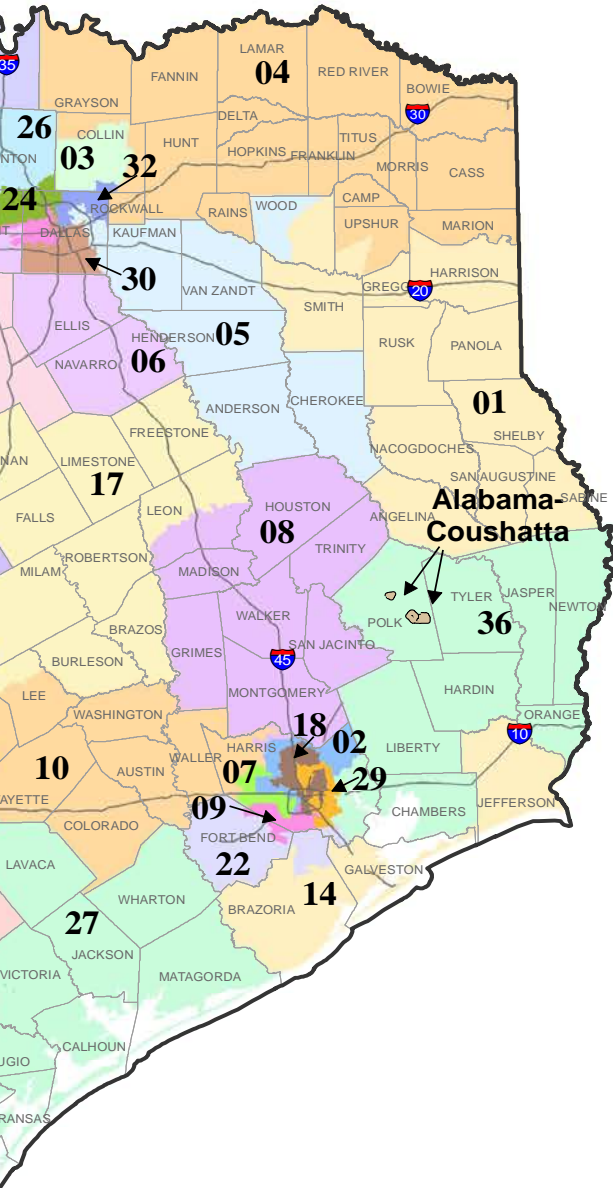 LAMAR
04
35
FANNIN
RED RIVER
BOWIE
GRAYSON
30
DELTA
26
COLLIN
TITUS
HUNT
HOPKINS
FRANKLIN
NTON
03
32
MORRIS
CASS
24
CAMP
ROCKWALL
RAINS
WOOD
UPSHUR
MARION
T
DALLAS
KAUFMAN
30
HARRISON
GREGG
20
VAN ZANDT
SMITH
ELLIS
HENDERSON
05
RUSK
PANOLA
06
NAVARRO
CHEROKEE
01
ANDERSON
FREESTONE
SHELBY
NACOGDOCHES
NAN
LIMESTONE
17
SAN AUGUSTINE
SABINE
Alabama-
Coushatta
LEON
HOUSTON
ANGELINA
FALLS
08
TRINITY
ROBERTSON
MILAM
MADISON
TYLER
JASPER
NEWTON
WALKER
POLK
36
BRAZOS
SAN JACINTO
GRIMES
45
BURLESON
MONTGOMERY
HARDIN
LEE
WASHINGTON
ORANGE
18
10
02
HARRIS
LIBERTY
WALLER
10
AUSTIN
07
29
AYETTE
09
CHAMBERS
JEFFERSON
COLORADO
FORT BEND
22
LAVACA
GALVESTON
14
WHARTON
BRAZORIA
27
JACKSON
VICTORIA
MATAGORDA
CALHOUN
UGIO
RANSAS